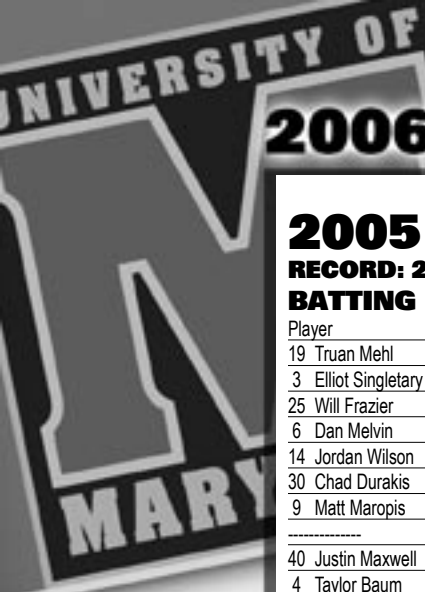 UNIVERSITY OF
MARY
2006
2005
RECORD: 2
BATTING
Player
19 Truan Mehl
3 Elliot Singletary
25 Will Frazier
6 Dan Melvin
14 Jordan Wilson
30 Chad Durakis
9 Matt Maropis
--------------
40 Justin Maxwell
4 Taylor Baum